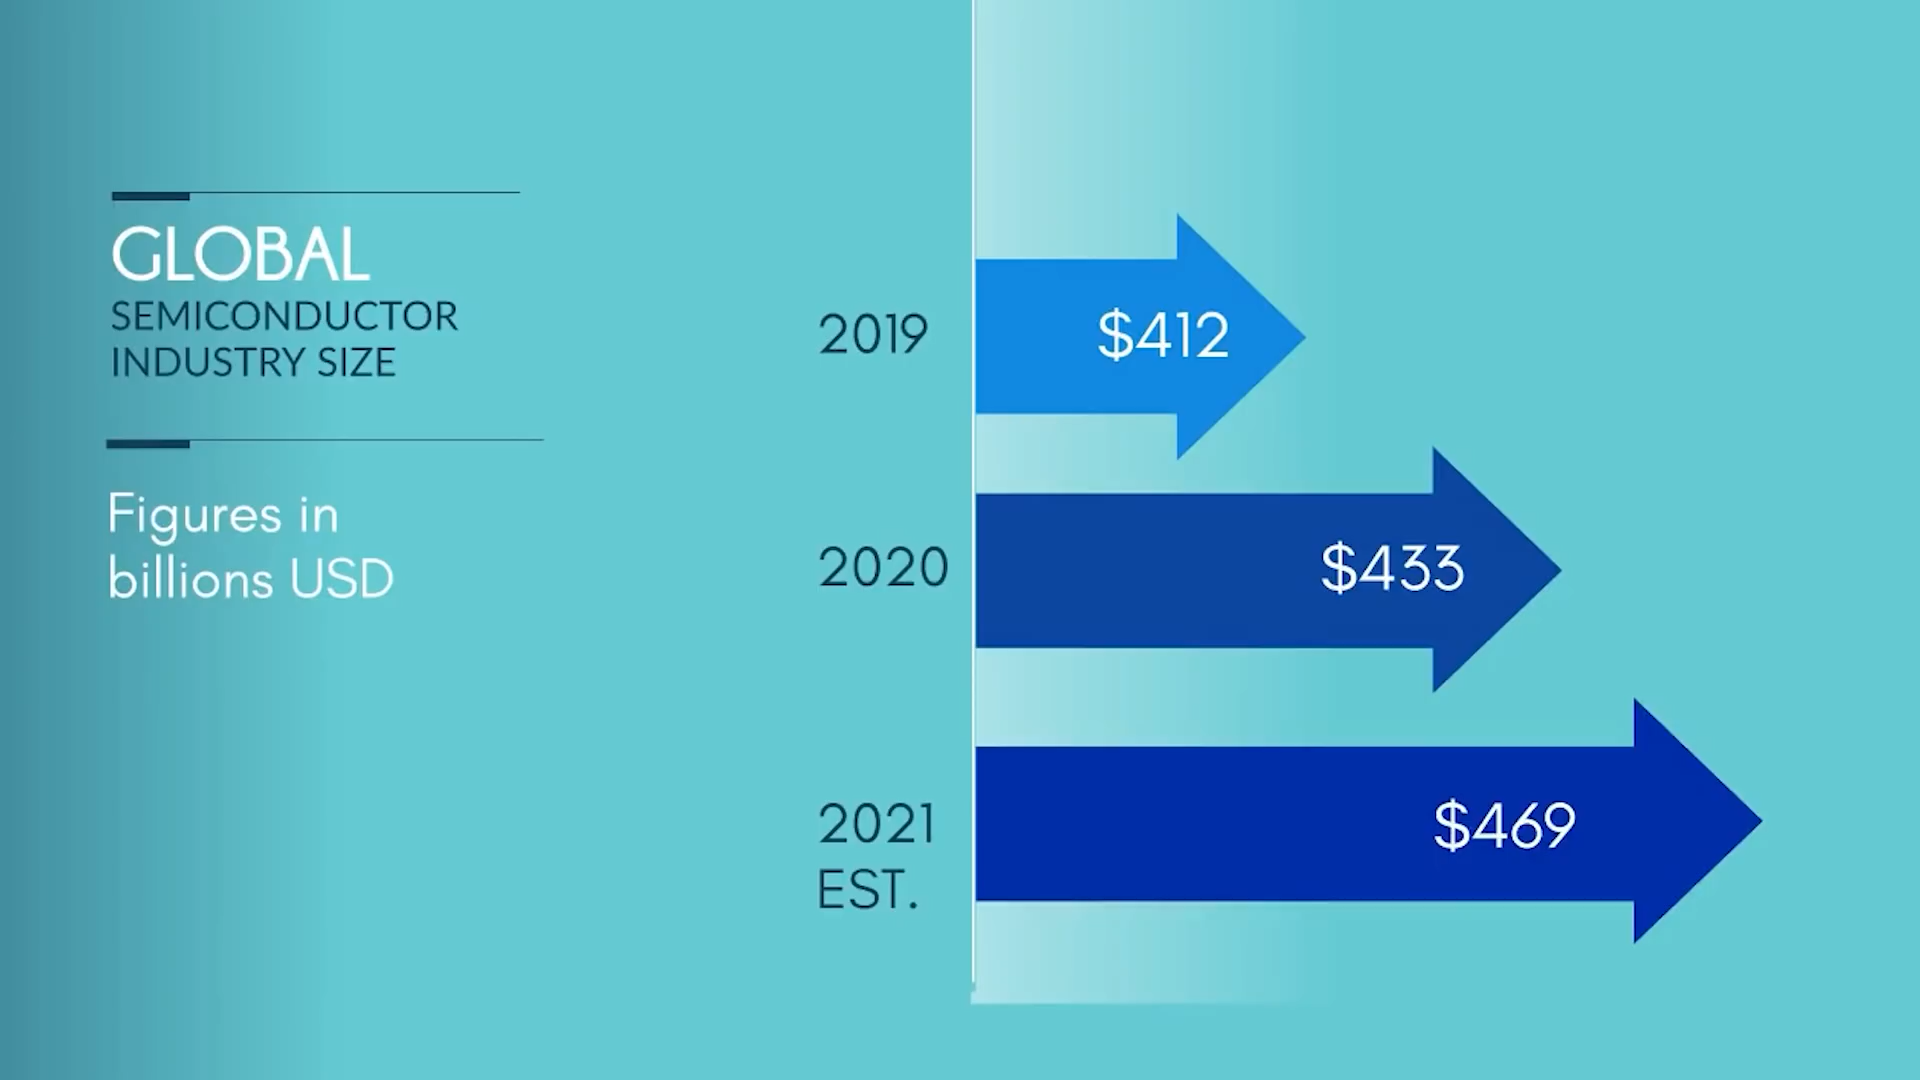 GLOBAL
SEMICONDUCTOR
INDUSTRY SIZE
Figures in
billions USD
2019
$412
2020
$433
2021
EST.
$469